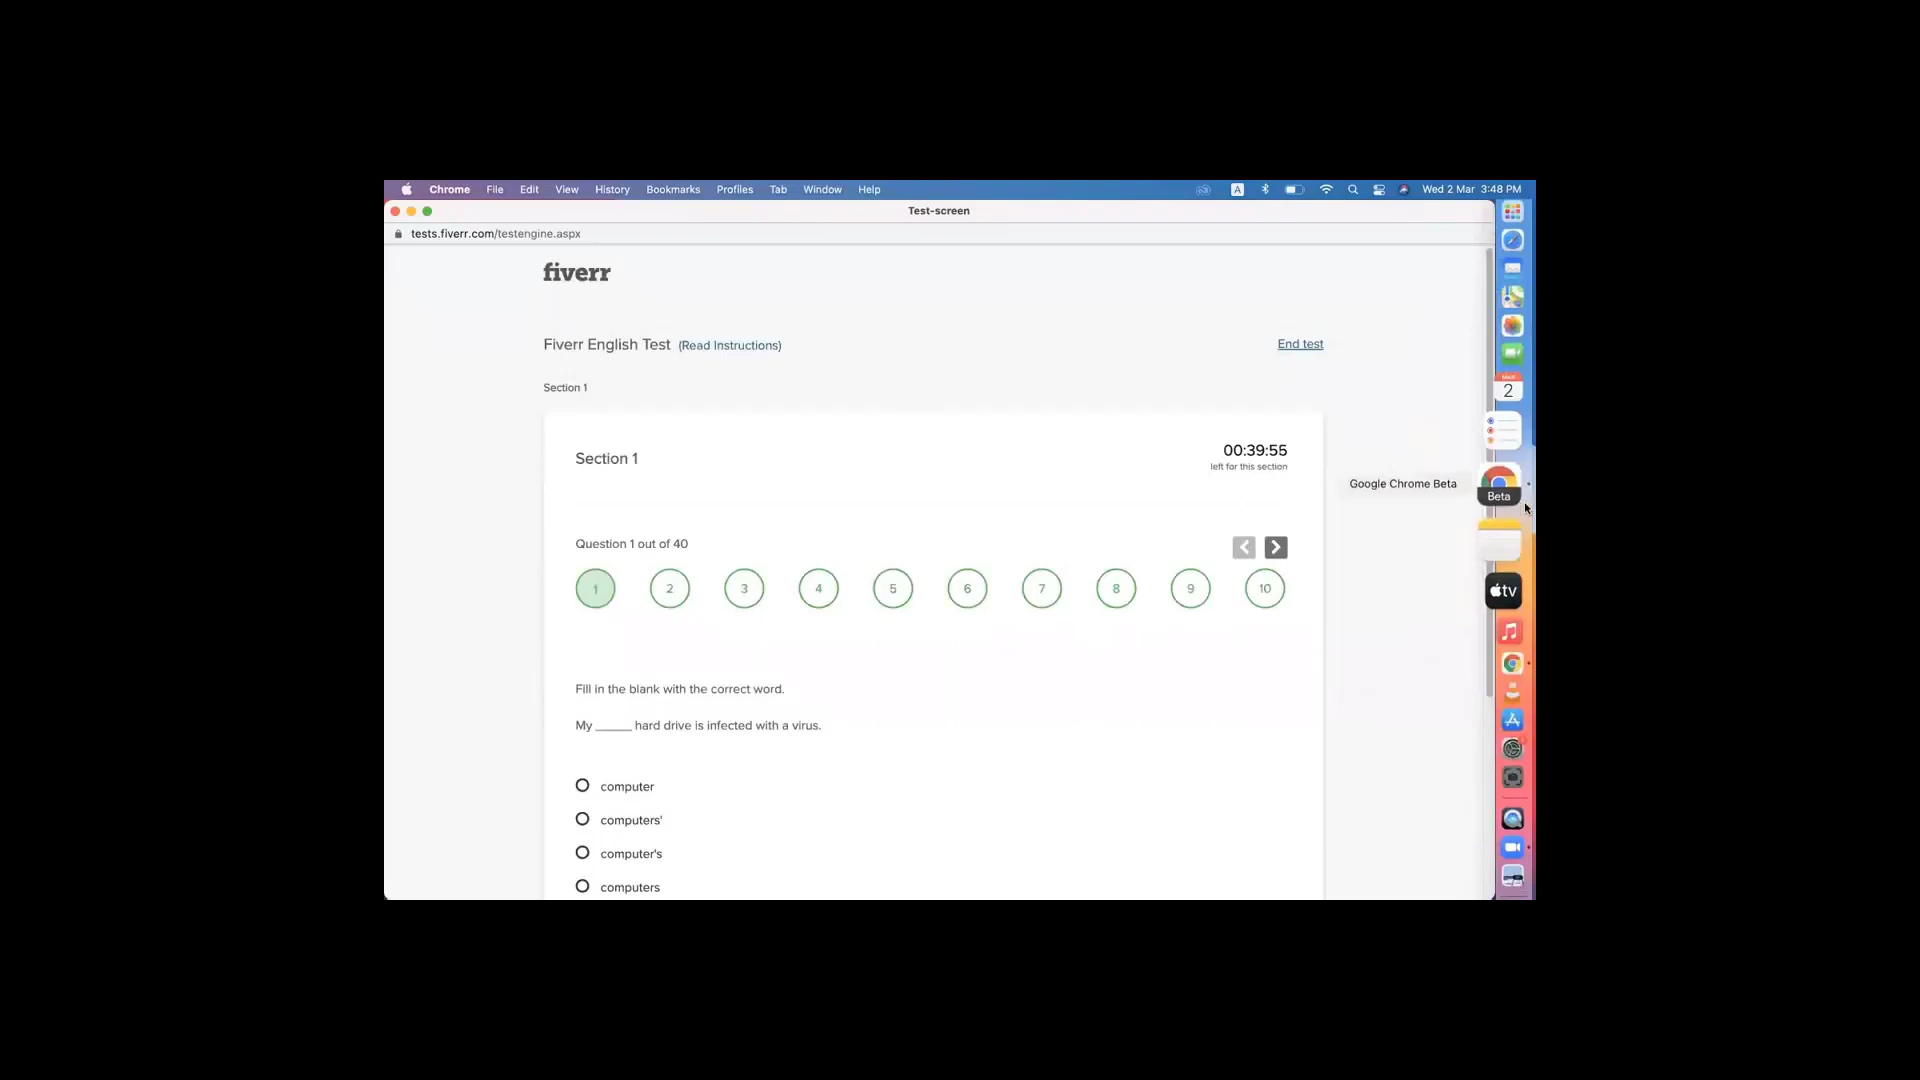 Chrome File Edit View History Bookmarks Profiles Tab Window Help A Wed 2 Mar 3:48 PM
Test-screen
tests.fiverr.com/testengine.aspx
fiverr
Fiverr English Test (Read Instructions) End test
Section 1
Section 1
00:39:55
left for this section
Question 1 out of 40
1 2 3 4 5 6 7 8 9 10
Fill in the blank with the correct word.
My ______ hard drive is infected with a virus.
computer
computers'
computer's
computers
MAR
2
Google Chrome Beta
Beta
tv